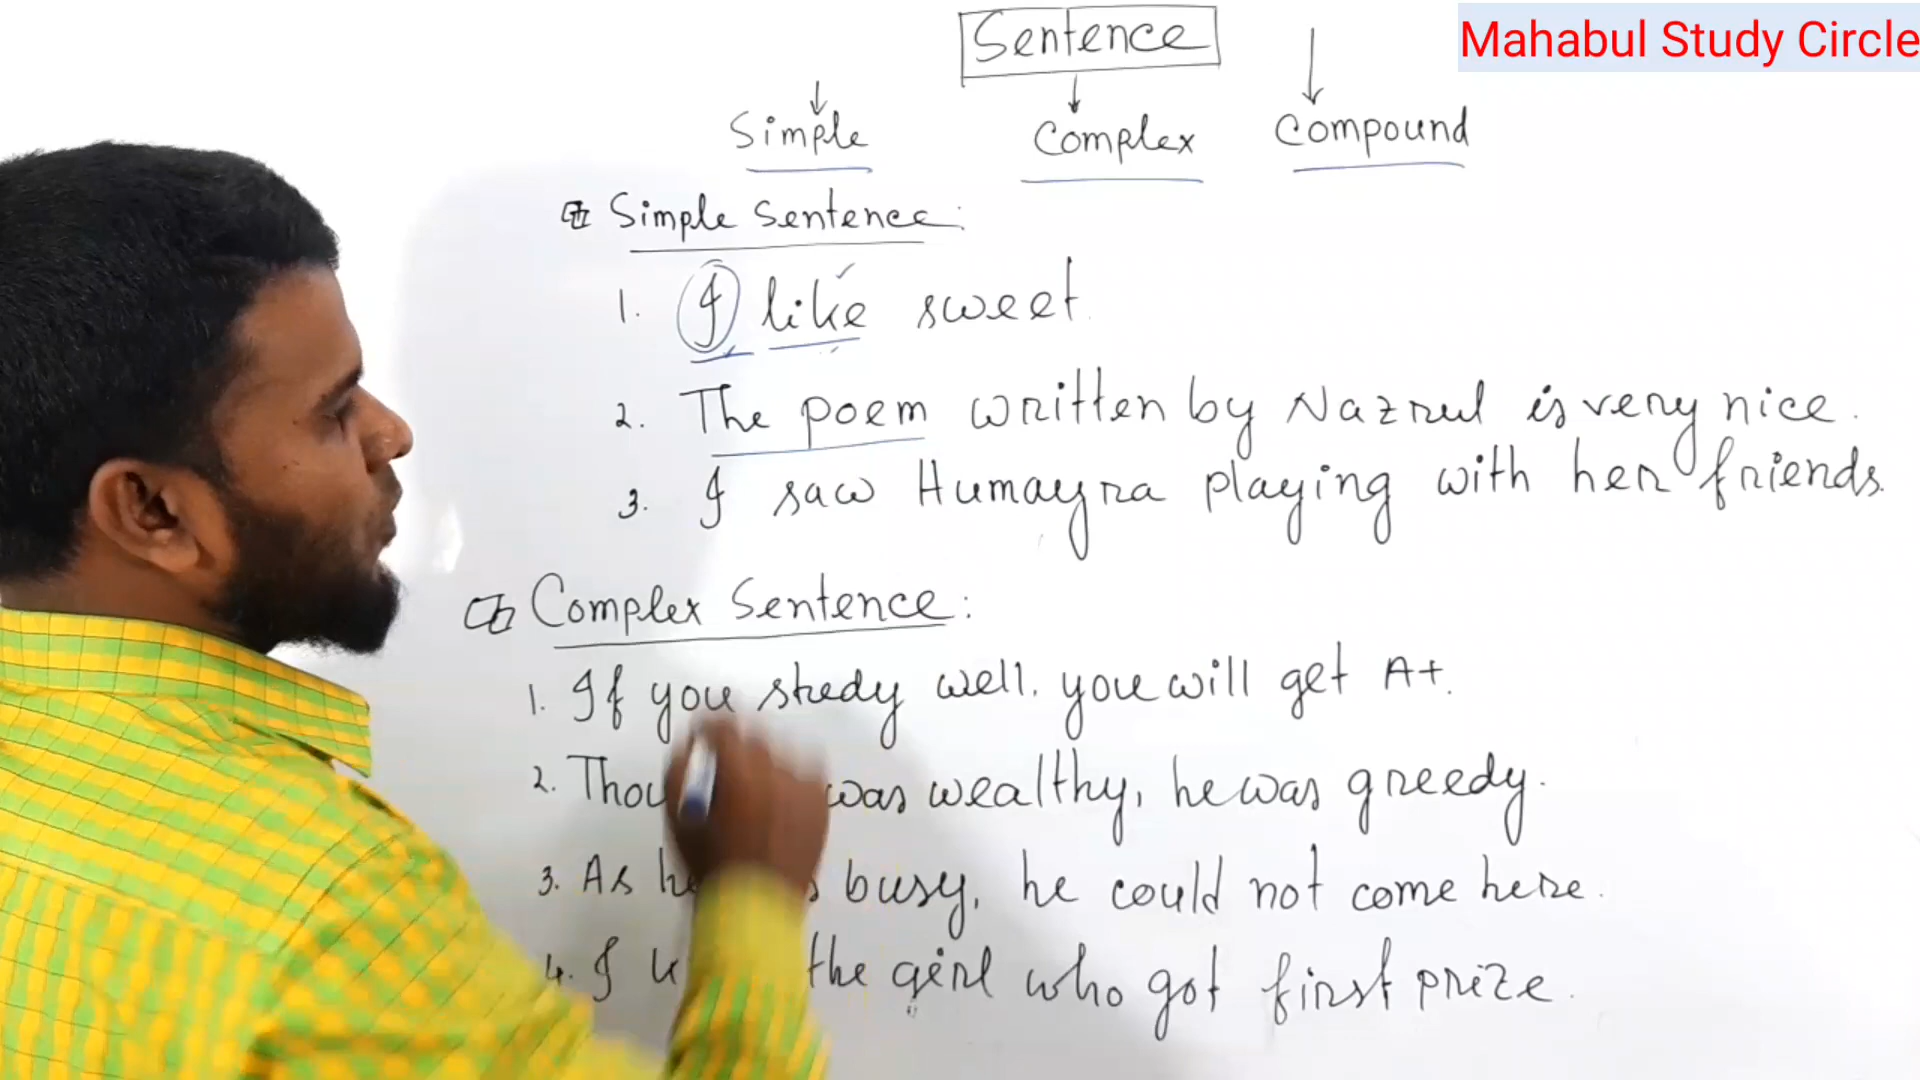 Sentence
Mahabul Study Circle
Simple Complex Compound
Simple Sentence:
1. I like sweet.
2. The poem written by Nazrul is very nice.
3. I saw Humayra playing with her friends.
Complex Sentence:
1. If you study well. you will get A+.
2. was wealthy, he was greedy.
3. As busy, he could not come here.
4. I the girl who got first prize.